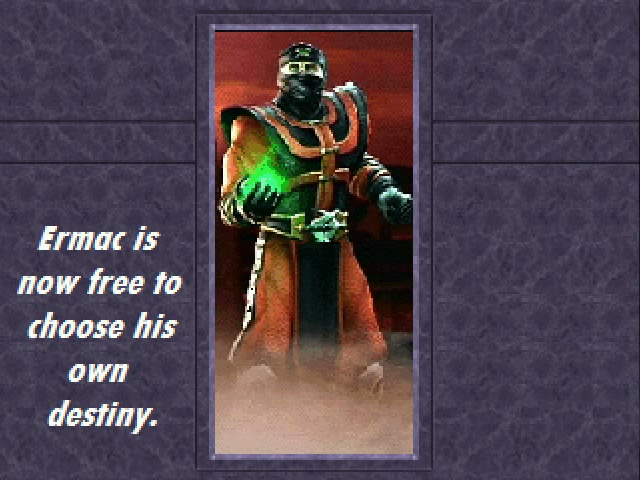 Ermac is
now free to
choose his
own
destiny.